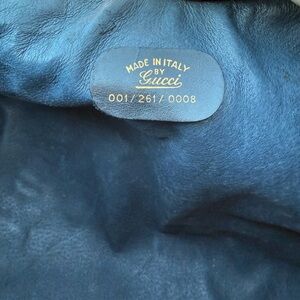 MADE IN ITALY
BY
Gucci
001/261/0008